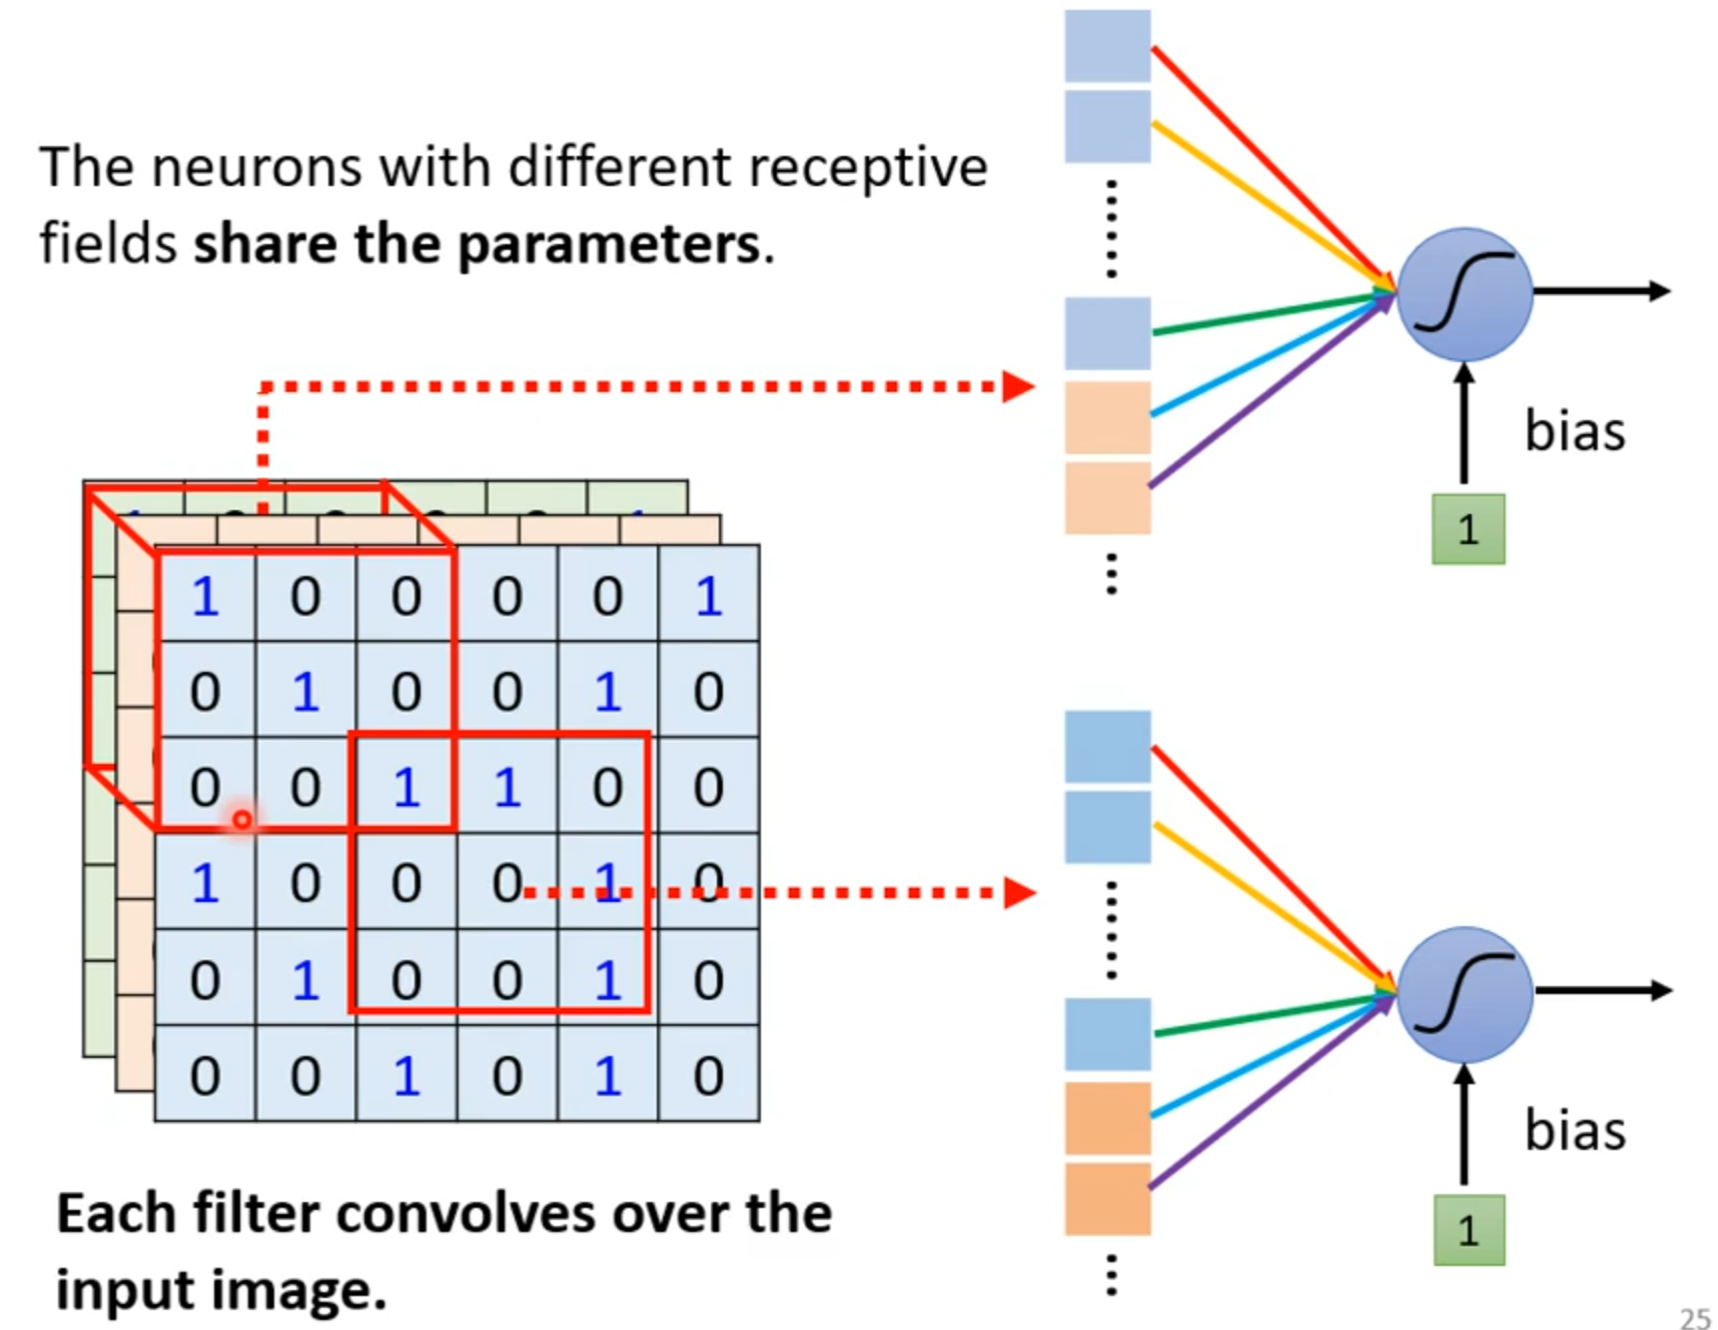 The neurons with different receptive
fields share the parameters.
bias
1
1 0 0 0 0 1
0 1 0 0 1 0
0 0 1 1 0 0
1 0 0 0 1 0
0 1 0 0 1 0
0 0 1 0 1 0
bias
1
Each filter convolves over the
input image.
25